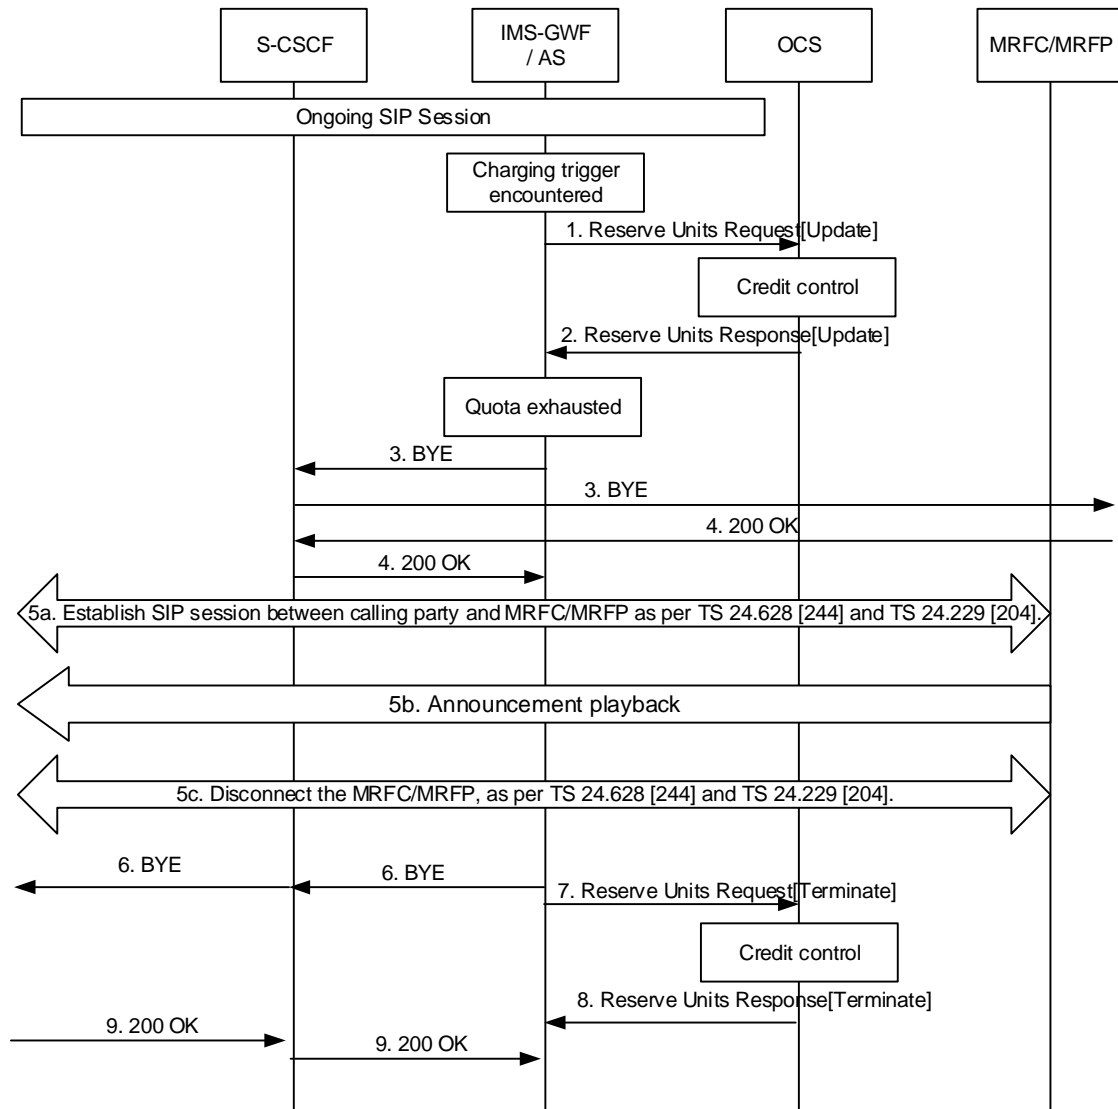 S-CSCF
IMS-GWF
/ AS
OCS
MRFC/MRFP
Ongoing SIP Session
Charging trigger
encountered
1. Reserve Units Request[Update]
Credit control
2. Reserve Units Response[Update]
Quota exhausted
3. BYE
3. BYE
4. 200 OK
4. 200 OK
5a. Establish SIP session between calling party and MRFC/MRFP as per TS 24.628 [244] and TS 24.229 [204].
5b. Announcement playback
5c. Disconnect the MRFC/MRFP, as per TS 24.628 [244] and TS 24.229 [204].
6. BYE
6. BYE
7. Reserve Units Request[Terminate]
Credit control
8. Reserve Units Response[Terminate]
9. 200 OK
9. 200 OK